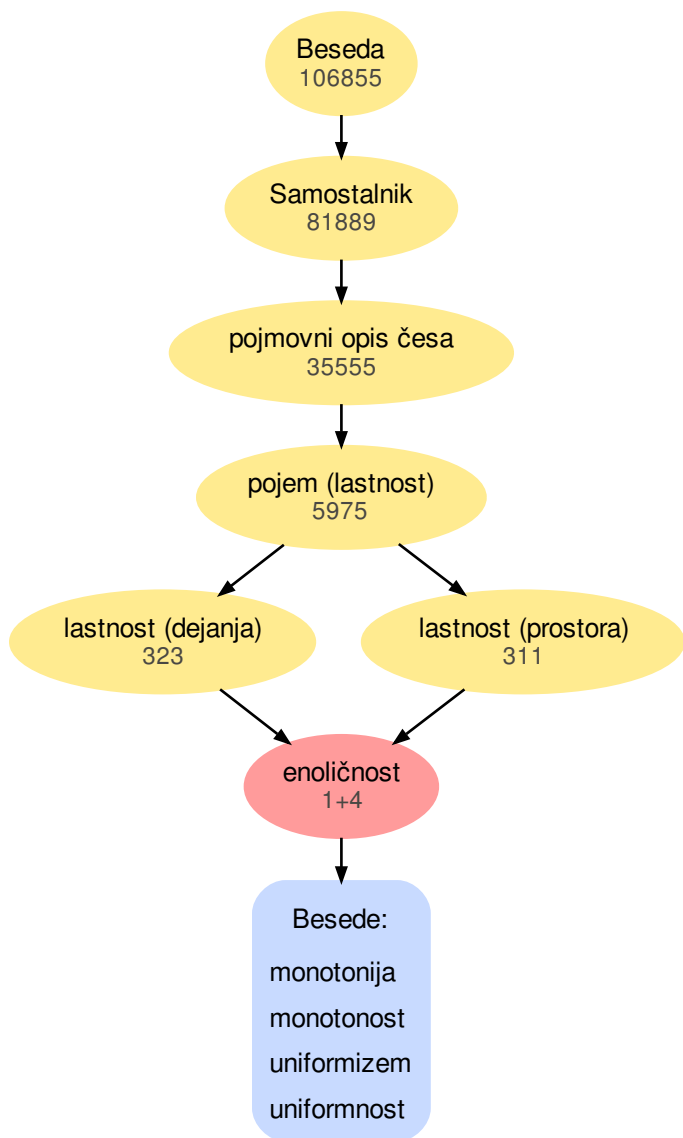 Beseda
106855
Samostalnik
81889
pojmovni opis česa
35555
pojem (lastnost)
5975
lastnost (dejanja)
323
lastnost (prostora)
311
enoličnost
1+4
Besede:
monotonija
monotonost
uniformizem
uniformnost